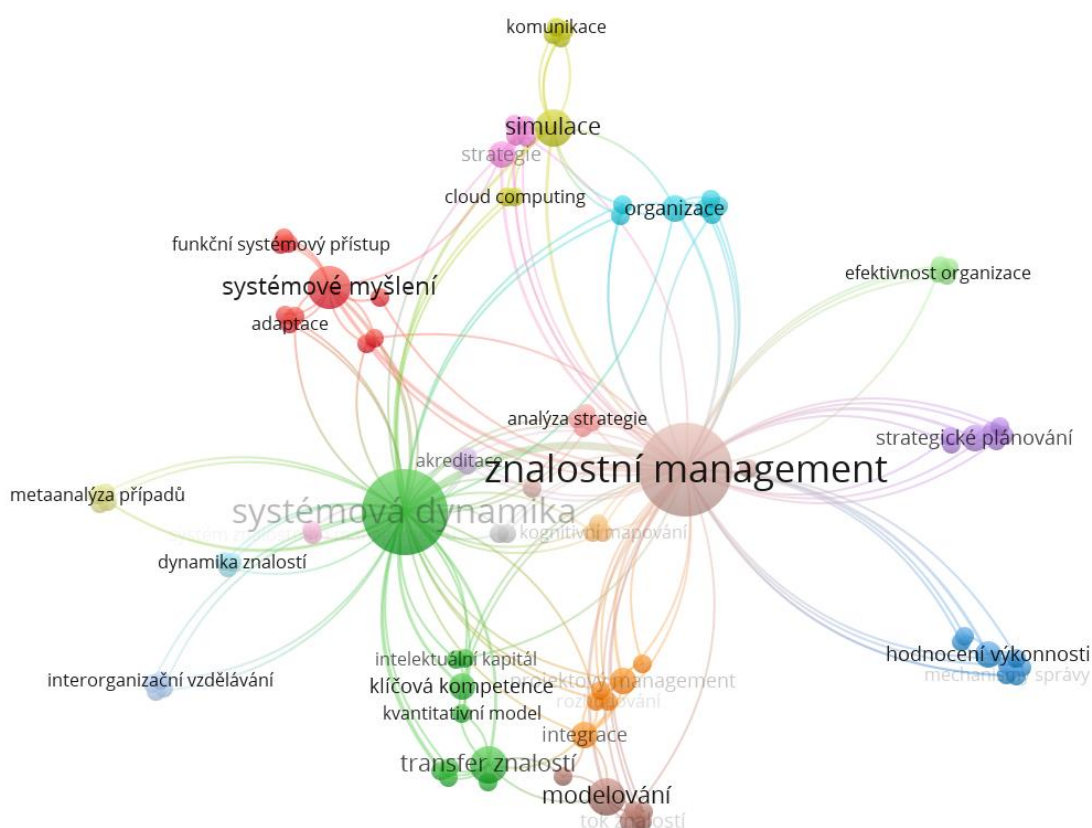 komunikace
simulace
strategie
cloud computing
organizace
funkční systémový přístup
efektivnost organizace
systémové myšlení
adaptace
analýza strategie
strategické plánování
akreditace
znalostní management
metaanalýza případů
systémová dynamika
kognitivní mapování
dynamika znalostí
hodnocení výkonnosti
intelektuální kapitál
mechanismy správy
interorganizační vzdělávání
projektový management
klíčová kompetence
rozhodování
kvantitativní model
integrace
transfer znalostí
modelování
tok znalostí